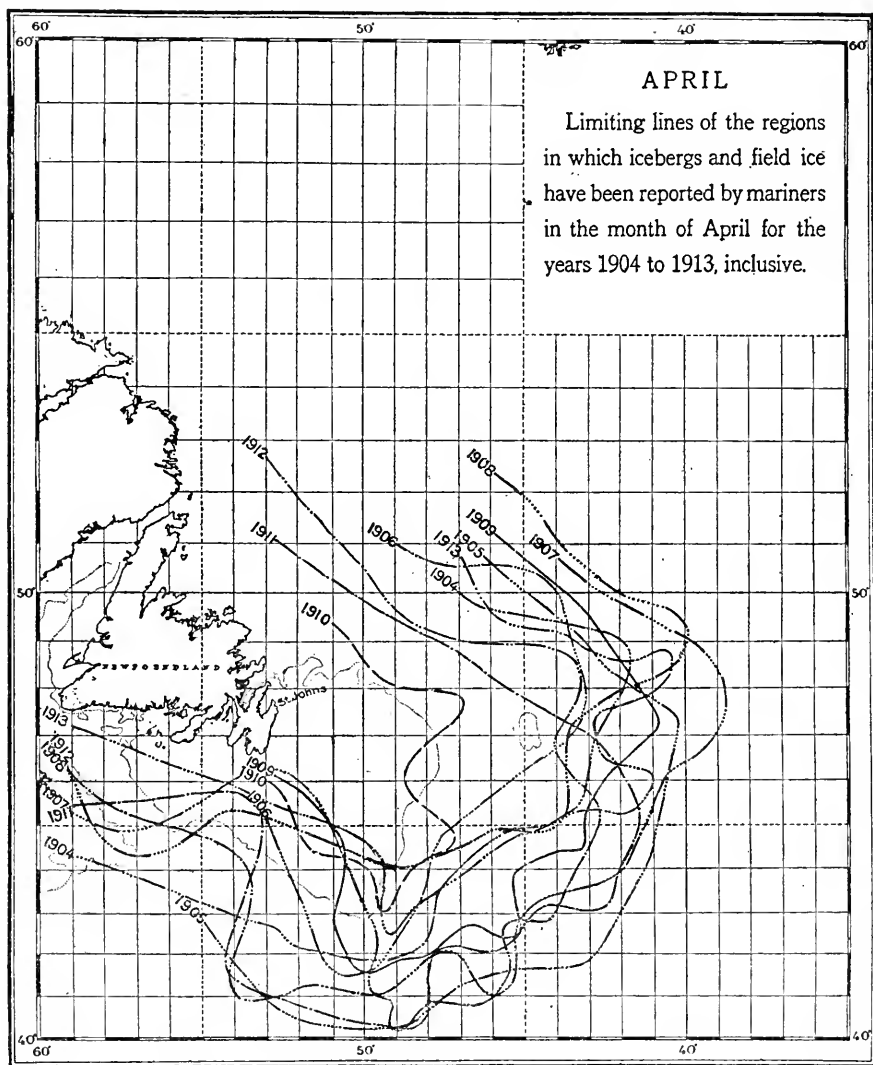 60° 50° 40°
60° 60°
APRIL
Limiting lines of the regions
in which icebergs and field ice
have been reported by mariners
in the month of April for the
years 1904 to 1913, inclusive.
1912
1908
1911
1906
1913
1905
1909
1907
1904
50° 50°
1910
NEWFOUNDLAND
St. Johns
1913
1912
1908
1907
1911
1909
1910
1906
1904
1905
40° 40°
60° 50° 40°